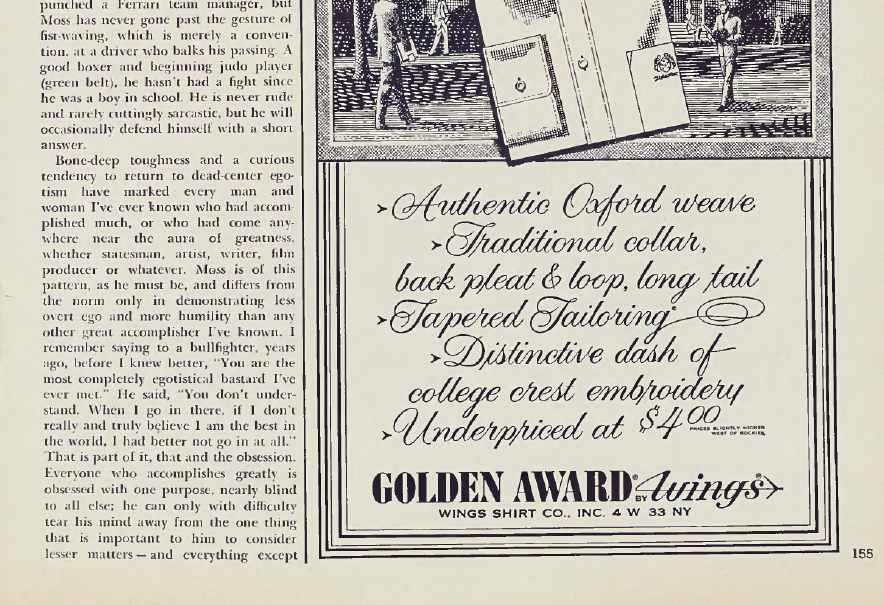 punched a Ferrari team manager, but
Moss has never gone past the gesture of
fist-waving, which is merely a conven-
tion, at a driver who balks his passing. A
good boxer and beginning judo player
(green belt), he hasn't had a fight since
he was a boy in school. He is never rude
and rarely cuttingly sarcastic, but he will
occasionally defend himself with a short
answer.
Bone-deep toughness and a curious
tendency to return to dead-center ego-
tism have marked every man and
woman I've ever known who had accom-
plished much, or who had come any-
where near the aura of greatness,
whether statesman, artist, writer, film
producer or whatever. Moss is of this
pattern, as he must be, and differs from
the norm only in demonstrating less
overt ego and more humility than any
other great accomplisher I've known. I
remember saying to a bullfighter, years
ago, before I knew better, "You are the
most completely egotistical bastard I've
ever met." He said, "You don't under-
stand. When I go in there, if I don't
really and truly believe I am the best in
the world, I had better not go in at all."
That is part of it, that and the obsession.
Everyone who accomplishes greatly is
obsessed with one purpose, nearly blind
to all else; he can only with difficulty
tear his mind away from the one thing
that is important to him to consider
lesser matters — and everything except
Authentic Oxford weave
Traditional collar,
back pleat & loop, long tail
Tapered Tailoring
Distinctive dash of
college crest embroidery
Underpriced at $4.00
PRICES SLIGHTLY HIGHER
WEST OF ROCKIES
GOLDEN AWARD® BY Wings®
WINGS SHIRT CO., INC. 4 W 33 NY
155